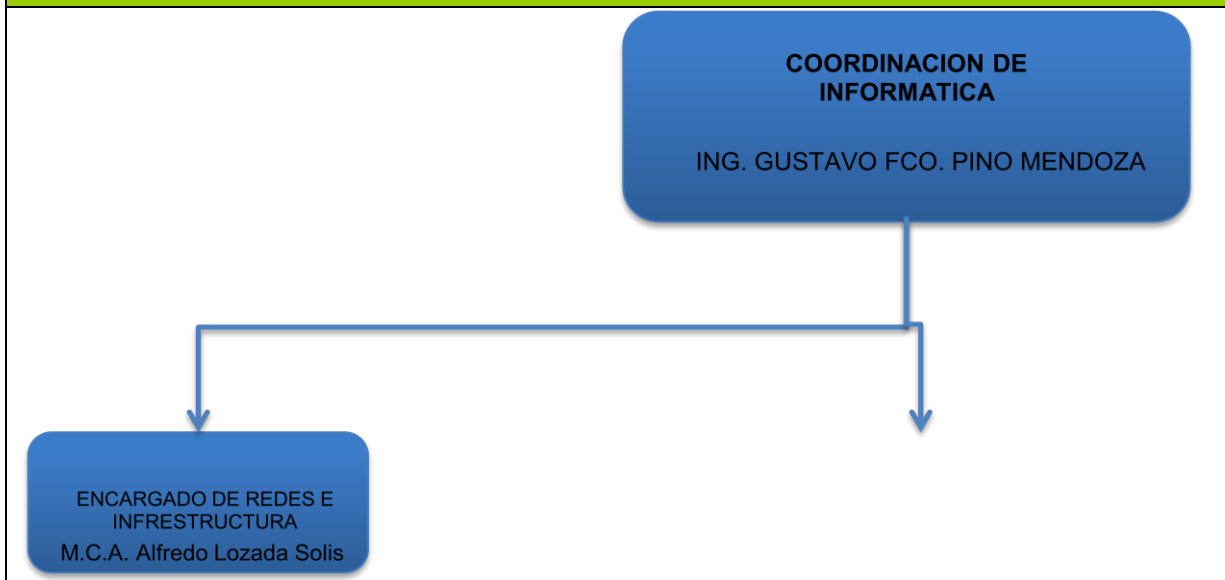 COORDINACION DE
INFORMATICA
ING. GUSTAVO FCO. PINO MENDOZA
ENCARGADO DE REDES E
INFRESTRUCTURA
M.C.A. Alfredo Lozada Solis